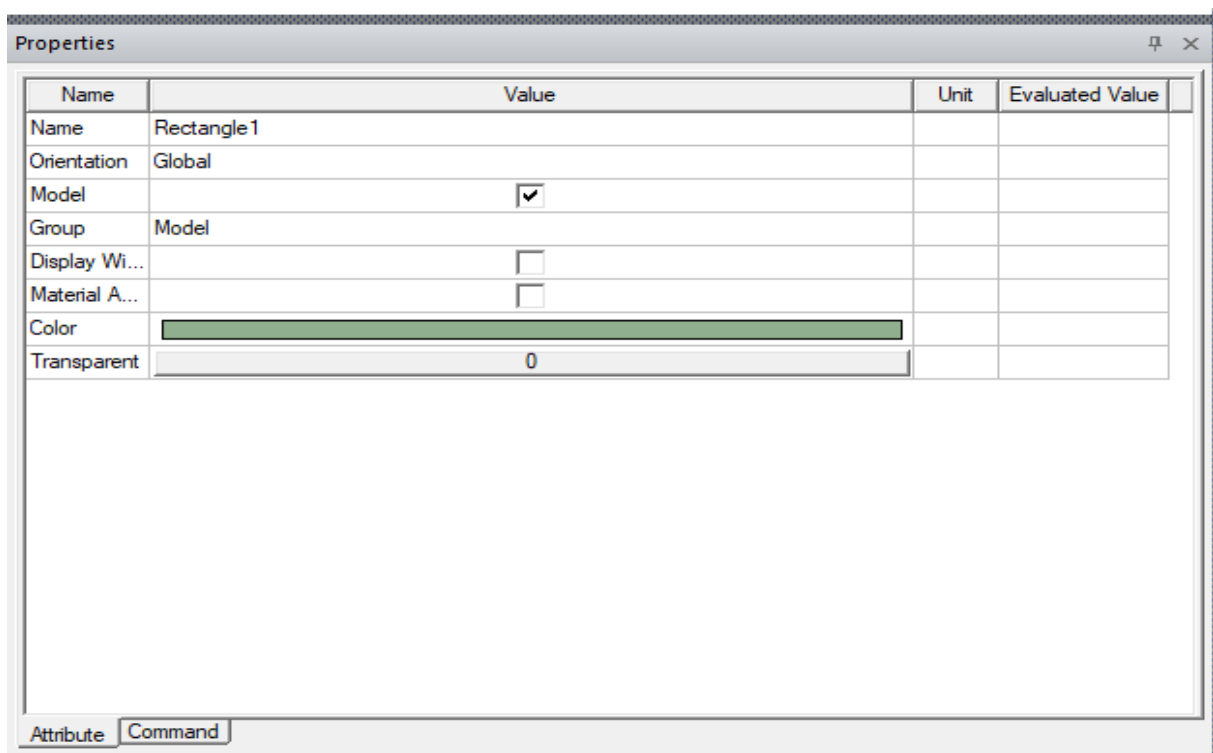 Properties
Name Value Unit Evaluated Value
Name Rectangle1
Orientation Global
Model
Group Model
Display Wi...
Material A...
Color
Transparent 0
Attribute Command